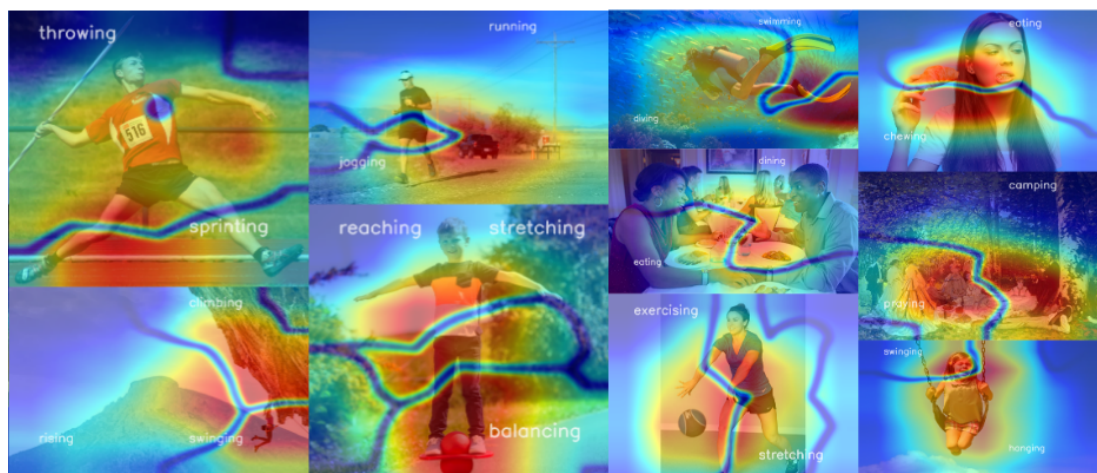 throwing
516
sprinting
climbing
rising
swinging
running
jogging
reaching stretching
balancing
swimming
diving
dining
eating
exercising
stretching
eating
chewing
camping
praying
swinging
hanging